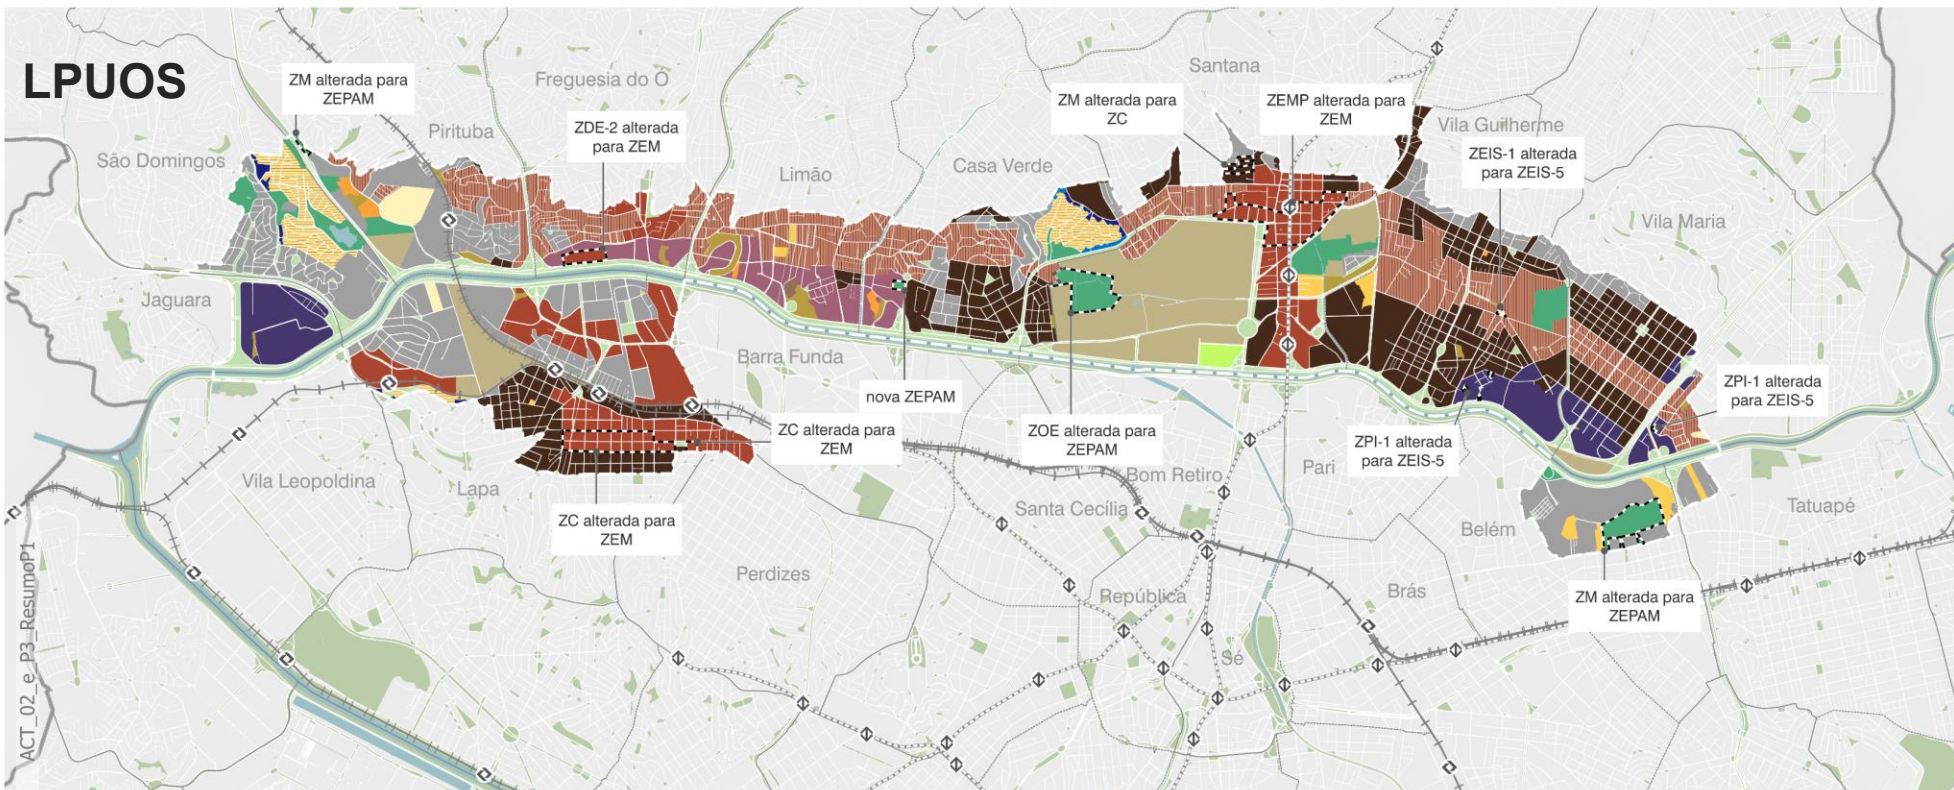 LPUOS
ZM alterada para
ZEPAM
Freguesia do Ó
Pirituba
São Domingos
ZDE-2 alterada
para ZEM
Limão
Casa Verde
Santana
ZM alterada para
ZC
ZEMP alterada para
ZEM
Vila Guilherme
ZEIS-1 alterada
para ZEIS-5
Vila Maria
Jaguara
Barra Funda
nova ZEPAM
ZC alterada para
ZEM
ZOE alterada para
ZEPAM
ZPI-1 alterada
para ZEIS-5
ZPI-1 alterada
para ZEIS-5
Vila Leopoldina
Lapa
ZC alterada para
ZEM
Bom Retiro
Pari
Santa Cecília
Belém
Tatuapé
Perdizes
República
Brás
ZM alterada para
ZEPAM
Sé
ACT_02_e_P3_ResumoP1